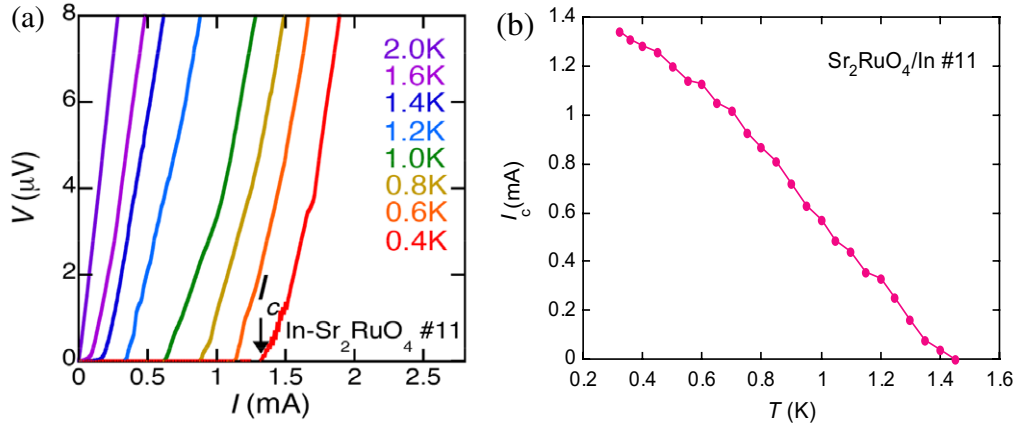 (a)
8
6
4
2
0
V (μV)
2.0K
1.6K
1.4K
1.2K
1.0K
0.8K
0.6K
0.4K
Ic
In-Sr2RuO4 #11
0 0.5 1 1.5 2 2.5
I (mA)
(b)
1.4
1.2
1
0.8
0.6
0.4
0.2
0
Ic(mA)
Sr2RuO4/In #11
0.2 0.4 0.6 0.8 1 1.2 1.4 1.6
T (K)